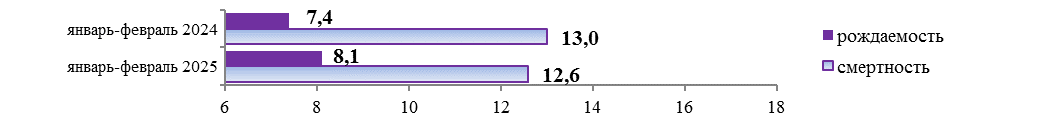 январь-февраль 2024
7,4
13,0
рождаемость
январь-февраль 2025
8,1
12,6
смертность
6 8 10 12 14 16 18